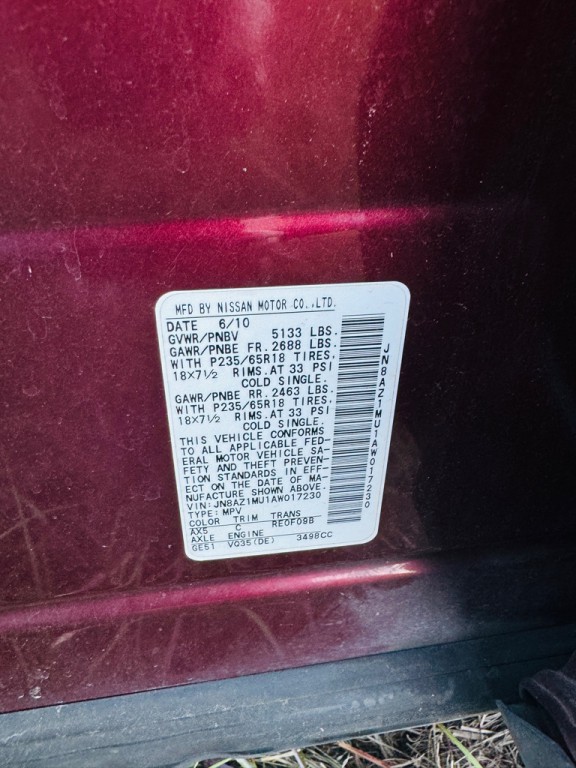 MFD BY NISSAN MOTOR CO.,LTD.
DATE 6/10
GVWR/PNBV 5133 LBS.
GAWR/PNBE FR. 2688 LBS.
WITH P235/65R18 TIRES,
18X7½ RIMS.AT 33 PSI
COLD SINGLE.
GAWR/PNBE RR. 2463 LBS.
WITH P235/65R18 TIRES,
18X7½ RIMS.AT 33 PSI
COLD SINGLE.
THIS VEHICLE CONFORMS
TO ALL APPLICABLE FED-
ERAL MOTOR VEHICLE SA-
FETY AND THEFT PREVEN-
TION STANDARDS IN EFF-
ECT ON THE DATE OF MA-
NUFACTURE SHOWN ABOVE.
VIN: JN8AZ1MU1AW017230
TYPE: MPV
COLOR TRIM TRANS
AX5 C RE0F09B
AXLE ENGINE
GE51 VQ35(DE) 3498CC
JN8AZ1MU1AW017230